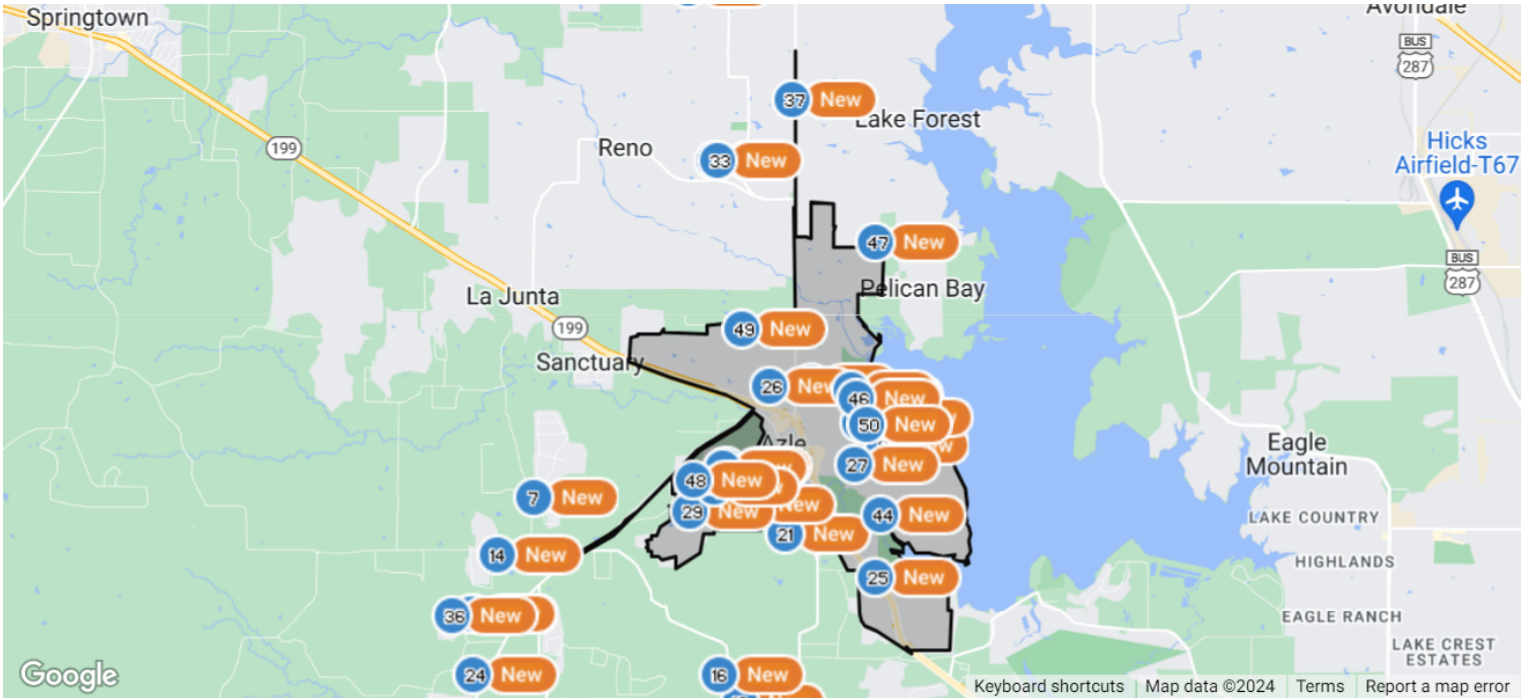 Springtown
Avondale
BUS
287
37 New
Lake Forest
199
Reno
33 New
Hicks
Airfield-T67
47 New
BUS
287
Pelican Bay
La Junta
199
49 New
Sanctuary
26 New
46 New
50 New
Azle
27 New
Eagle
Mountain
48 New
7 New
29 New
New
44 New
21 New
LAKE COUNTRY
14 New
HIGHLANDS
25 New
36 New
EAGLE RANCH
LAKE CREST
ESTATES
24 New
16 New
Google
Keyboard shortcuts
Map data ©2024
Terms
Report a map error